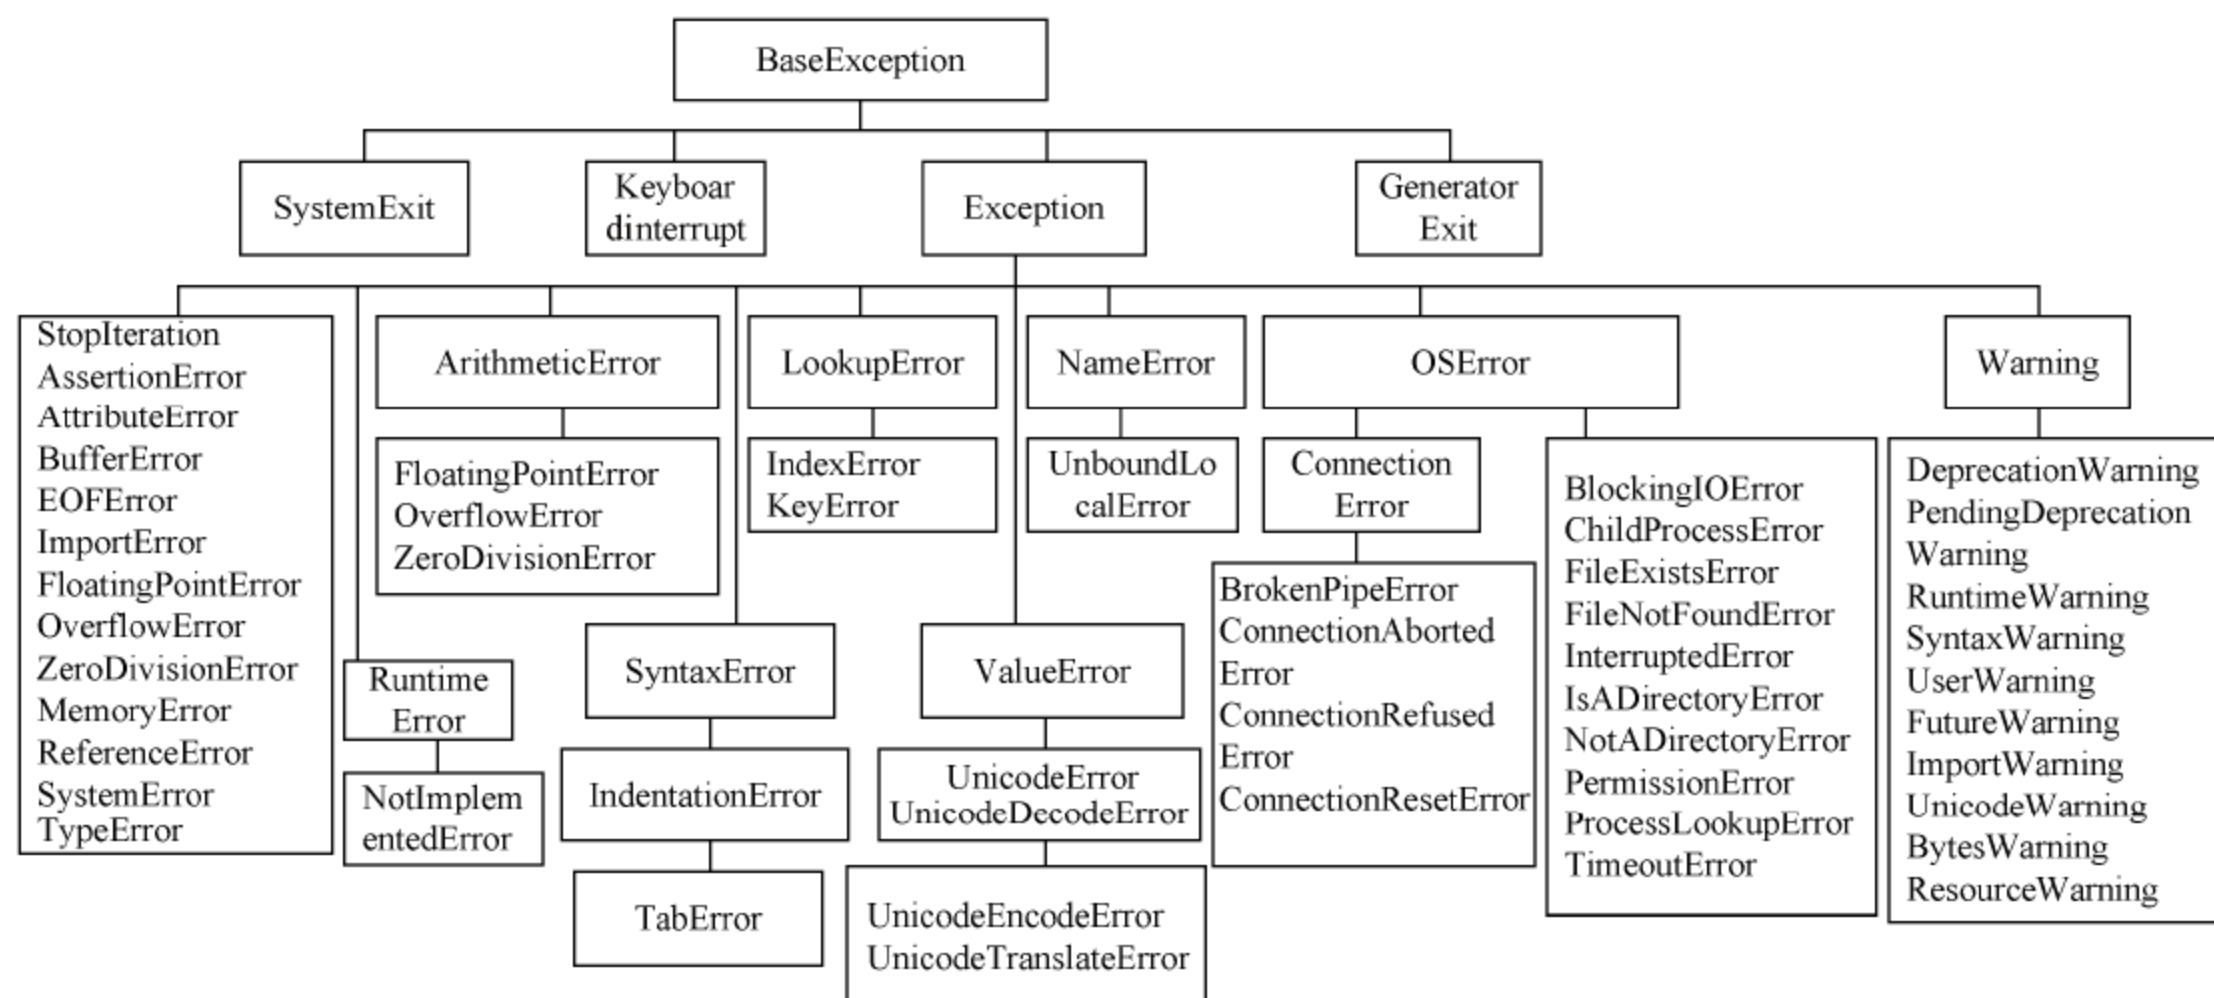 BaseException
SystemExit
Keyboar
dinterrupt
Exception
Generator
Exit
StopIteration
AssertionError
AttributeError
BufferError
EOFError
ImportError
FloatingPointError
OverflowError
ZeroDivisionError
MemoryError
ReferenceError
SystemError
TypeError
Runtime
Error
NotImplem
entedError
ArithmeticError
FloatingPointError
OverflowError
ZeroDivisionError
SyntaxError
IndentationError
TabError
LookupError
IndexError
KeyError
ValueError
UnicodeError
UnicodeDecodeError
UnicodeEncodeError
UnicodeTranslateError
NameError
UnboundLo
calError
OSError
Connection
Error
BrokenPipeError
ConnectionAborted
Error
ConnectionRefused
Error
ConnectionResetError
BlockingIOError
ChildProcessError
FileExistsError
FileNotFoundError
InterruptedError
IsADirectoryError
NotADirectoryError
PermissionError
ProcessLookupError
TimeoutError
Warning
DeprecationWarning
PendingDeprecation
Warning
RuntimeWarning
SyntaxWarning
UserWarning
FutureWarning
ImportWarning
UnicodeWarning
BytesWarning
ResourceWarning